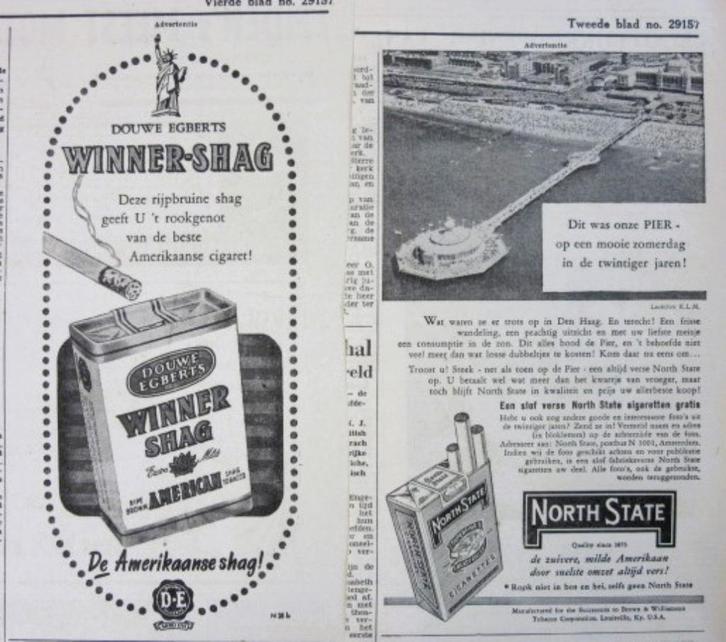 Vierde blad no. 29157
Advertentie
DOUWE EGBERTS
WINNER-SHAG
Deze rijpbruine shag
geeft U 't rookgenot
van de beste
Amerikaanse cigaret!
DOUWE
EGBERTS
WINNER
SHAG
Extra Mild
RIPE
BROWN
AMERICAN
SHAG
TOBACCO
De Amerikaanse shag!
D·E
Tweede blad no. 29157
Advertentie
Dit was onze PIER -
op een mooie zomerdag
in de twintiger jaren!
Luchtfoto K.L.M.
Wat waren ze er trots op in Den Haag. En terecht! Een frisse
wandeling, een prachtig uitzicht en met uw liefste meisje
een consumptie in de zon. Dit alles bood de Pier, en 't behoefde niet
veel meer dan wat losse dubbeltjes te kosten! Kom daar nu eens om...
Troost u! Steek - net als toen op de Pier - een altijd verse North State
op. U betaalt wel wat meer dan het kwartje van vroeger, maar
toch blijft North State in kwaliteit en prijs uw allerbeste koop!
Een slof verse North State sigaretten gratis
Hebt u ook nog andere goede en interessante foto's uit
de twintiger jaren? Zend ze in! Vermeld naam en adres
(in blokletters) op de achterzijde van de foto.
Adresseer aan: North State, postbus N 1001, Amsterdam.
Indien wij de foto geschikt achten en voor publicatie
gebruiken, is een slof fabrieksverse North State
sigaretten uw deel. Alle foto's, ook de gebruikte,
worden teruggezonden.
NORTH STATE
CIGARETTES
NORTH STATE
Quality since 1875
de zuivere, milde Amerikaan
door snelste omzet altijd vers!
* Rook niet in bos en hei, zelfs geen North State
Manufactured for the Successors to Brown & Williamson
Tobacco Corporation, Louisville, Ky. U.S.A.